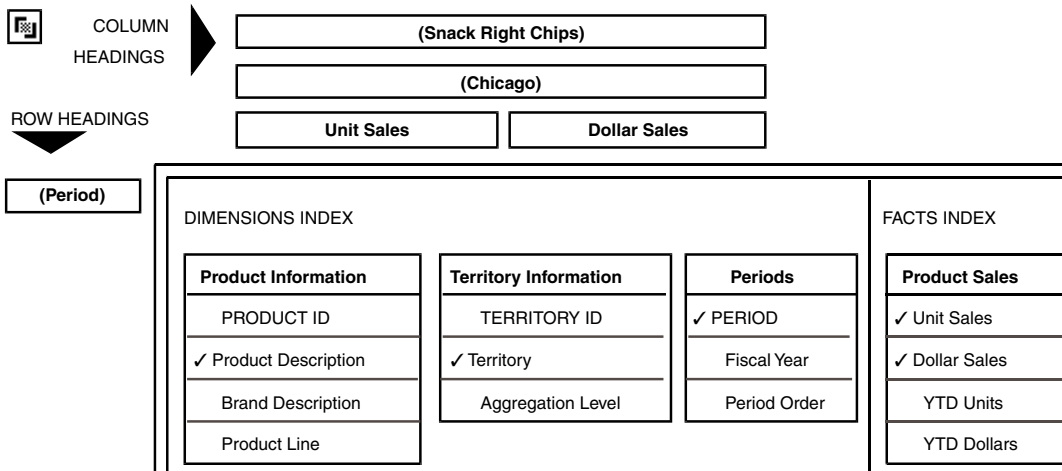 COLUMN
HEADINGS
(Snack Right Chips)
(Chicago)
Unit Sales
Dollar Sales
ROW HEADINGS
(Period)
DIMENSIONS INDEX
Product Information
PRODUCT ID
✓ Product Description
Brand Description
Product Line
Territory Information
TERRITORY ID
✓ Territory
Aggregation Level
Periods
✓ PERIOD
Fiscal Year
Period Order
FACTS INDEX
Product Sales
✓ Unit Sales
✓ Dollar Sales
YTD Units
YTD Dollars